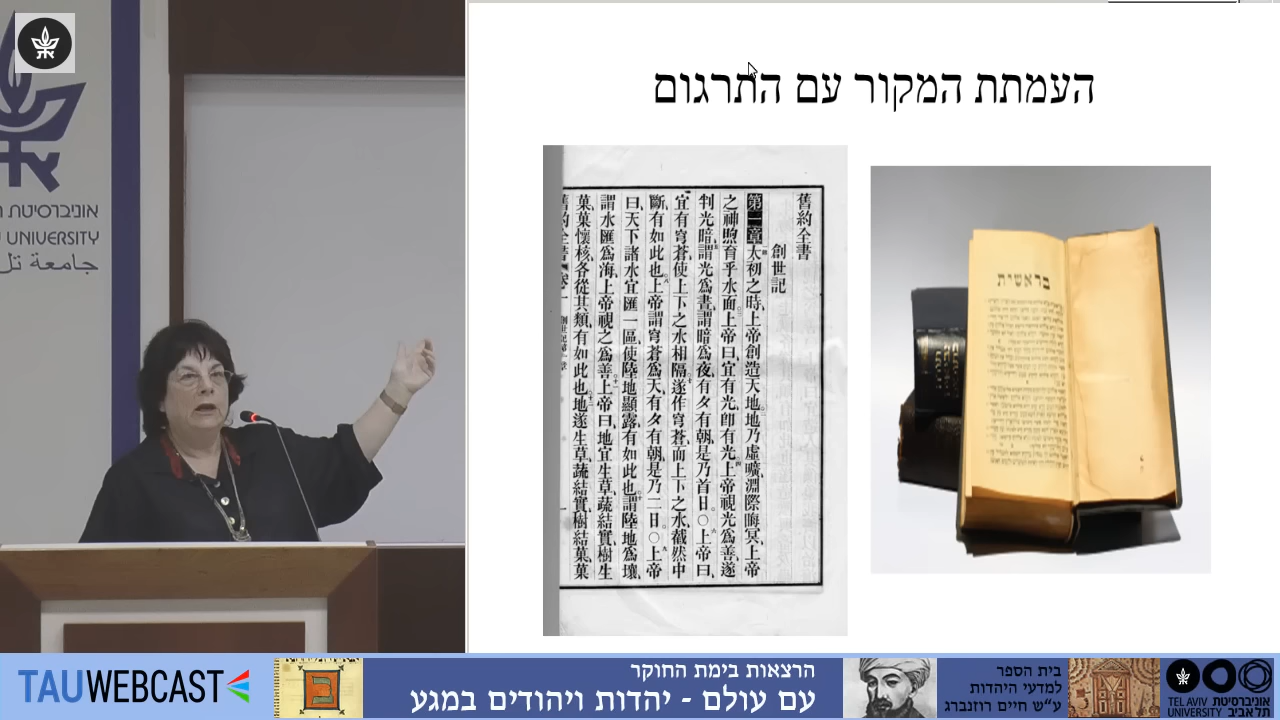 אוניברסיטת
UNIVERSITY
جامعة تل
העמתת המקור עם התרגום
舊約全書
創世記
第一章太初之時上帝創造天地地乃虛曠淵際晦冥上帝
之神煦育乎水面上帝曰宜有光即有光上帝視光爲善遂
判光暗謂光爲晝謂暗爲夜有夕有朝是乃首日〇上帝曰
宜有穹蒼使上下之水相隔遂作穹蒼而上下之水截然中
斷有如此也上帝謂穹蒼爲天有夕有朝是乃二日〇上帝
曰天下諸水宜匯一區使陸地顯露有如此也謂陸地爲壤
謂水匯爲海上帝視之爲善上帝曰地宜生草蔬結實樹生
菓菓懷核各從其類有如此也地遂生草蔬結實樹結菓菓
בראשית
TAUWEBCAST
הרצאות בימת החוקר
עם עולם - יהדות ויהודים במגע
בית הספר
למדעי היהדות
ע״ש חיים רוזנברג
TEL AVIV אוניברסיטת
UNIVERSITY תל אביב